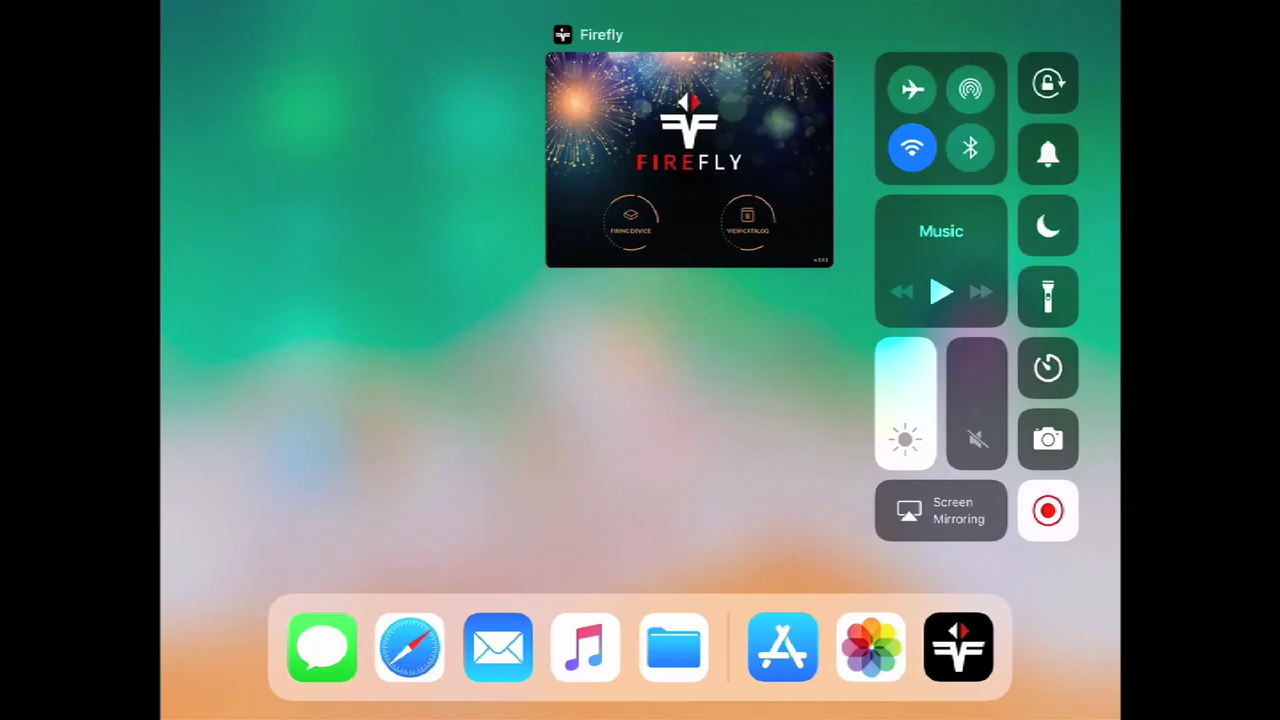 Firefly
FIREFLY
FIRING DEVICE
VIEW CATALOG
Music
Screen
Mirroring